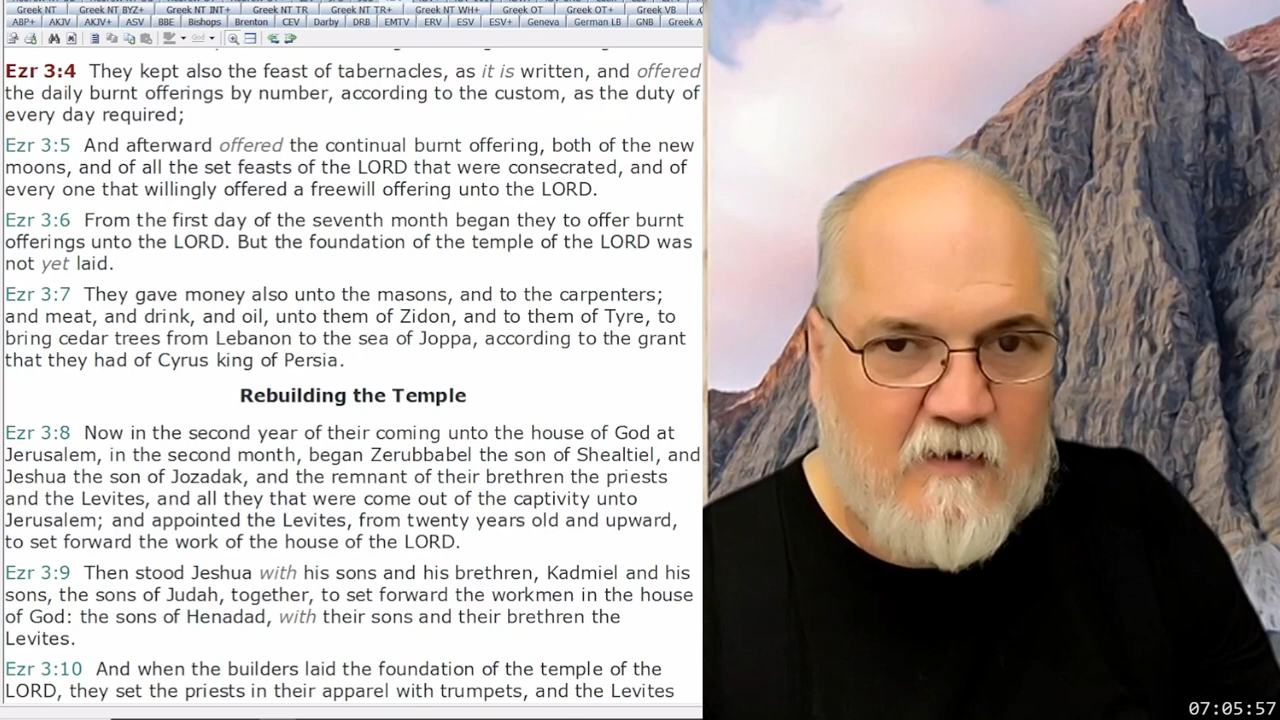 Greek NT Greek NT BYZ+ Greek NT INT+ Greek NT TR Greek NT TR+ Greek NT WH+ Greek OT Greek OT+ Greek VB
ABP+ AKJV AKJV+ ASV BBE Bishops Brenton CEV Darby DRB EMTV ERV ESV ESV+ Geneva German LB GNB Greek A
Ezr 3:4 They kept also the feast of tabernacles, as it is written, and offered
the daily burnt offerings by number, according to the custom, as the duty of
every day required;
Ezr 3:5 And afterward offered the continual burnt offering, both of the new
moons, and of all the set feasts of the LORD that were consecrated, and of
every one that willingly offered a freewill offering unto the LORD.
Ezr 3:6 From the first day of the seventh month began they to offer burnt
offerings unto the LORD. But the foundation of the temple of the LORD was
not yet laid.
Ezr 3:7 They gave money also unto the masons, and to the carpenters;
and meat, and drink, and oil, unto them of Zidon, and to them of Tyre, to
bring cedar trees from Lebanon to the sea of Joppa, according to the grant
that they had of Cyrus king of Persia.
Rebuilding the Temple
Ezr 3:8 Now in the second year of their coming unto the house of God at
Jerusalem, in the second month, began Zerubbabel the son of Shealtiel, and
Jeshua the son of Jozadak, and the remnant of their brethren the priests
and the Levites, and all they that were come out of the captivity unto
Jerusalem; and appointed the Levites, from twenty years old and upward,
to set forward the work of the house of the LORD.
Ezr 3:9 Then stood Jeshua with his sons and his brethren, Kadmiel and his
sons, the sons of Judah, together, to set forward the workmen in the house
of God: the sons of Henadad, with their sons and their brethren the
Levites.
Ezr 3:10 And when the builders laid the foundation of the temple of the
LORD, they set the priests in their apparel with trumpets, and the Levites
07:05:57